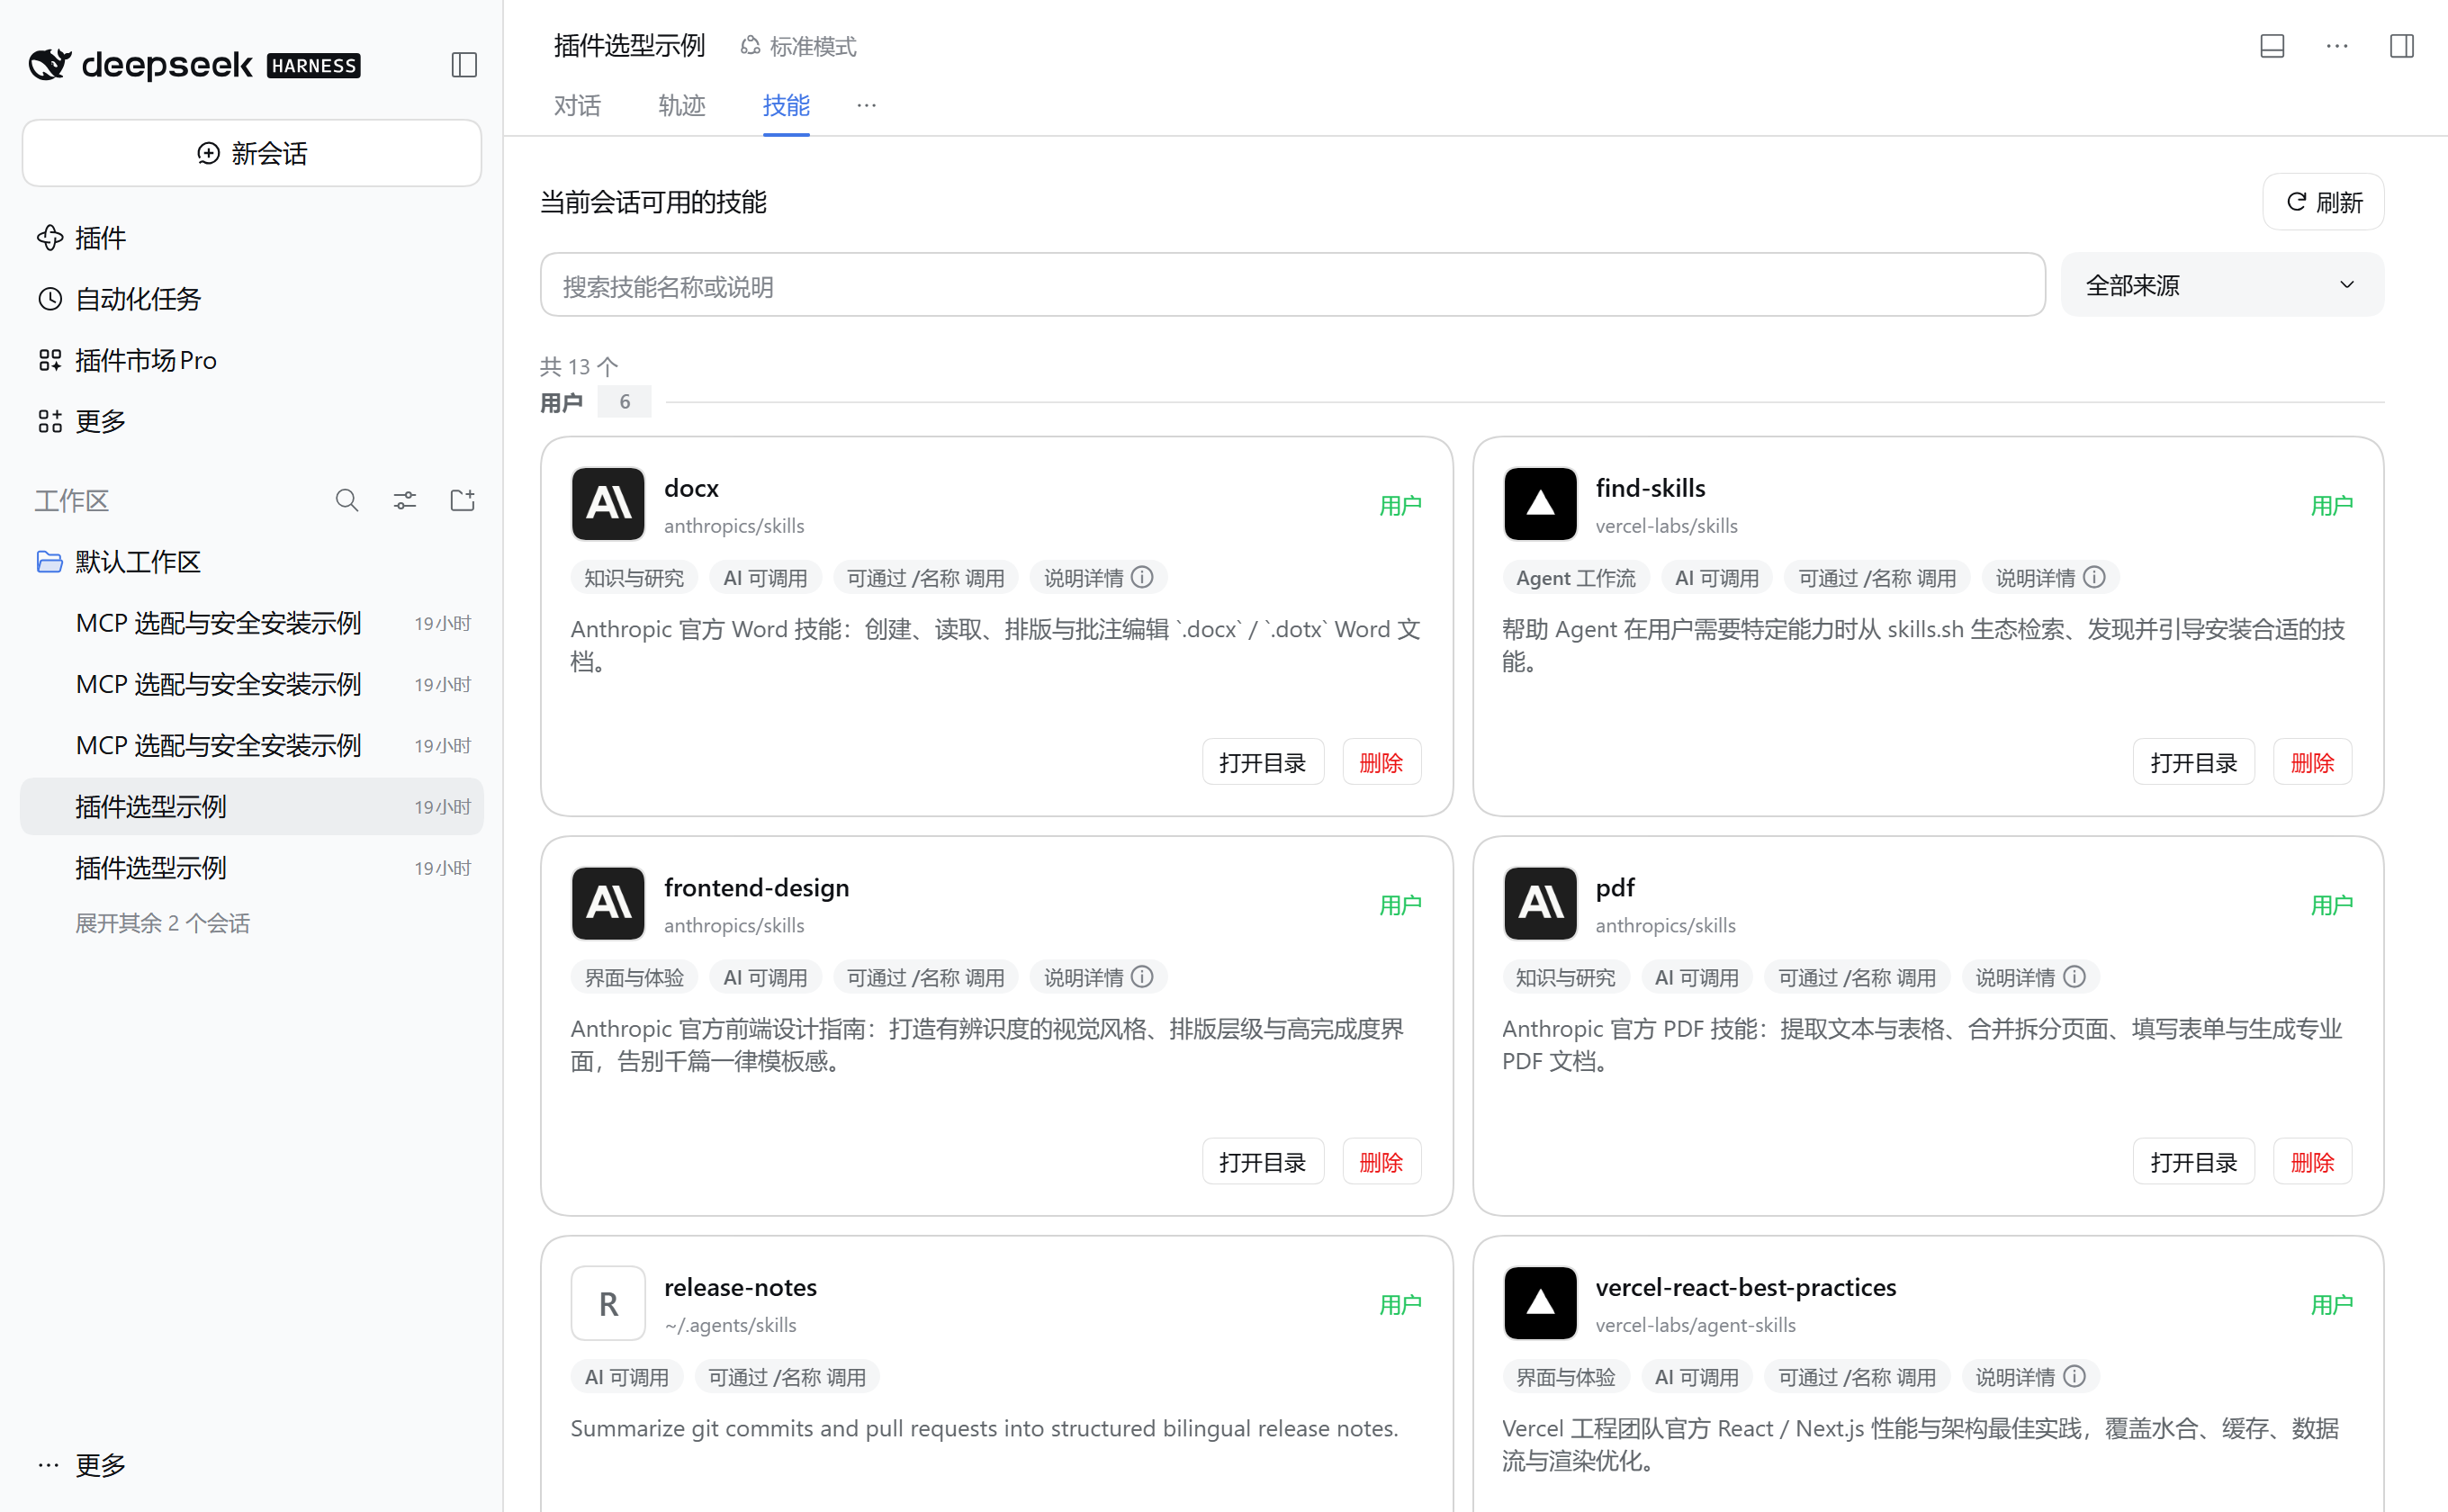 deepseek HARNESS
新会话
插件
自动化任务
插件市场Pro
更多
工作区
默认工作区
MCP 选配与安全安装示例 19小时
MCP 选配与安全安装示例 19小时
MCP 选配与安全安装示例 19小时
插件选型示例 19小时
插件选型示例 19小时
展开其余 2 个会话
更多
插件选型示例 标准模式
对话 轨迹 技能
当前会话可用的技能
刷新
搜索技能名称或说明
全部来源
共 13 个
用户 6
docx
anthropics/skills
用户
知识与研究 AI 可调用 可通过 /名称 调用 说明详情
Anthropic 官方 Word 技能：创建、读取、排版与批注编辑 `.docx` / `.dotx` Word 文
档。
打开目录 删除
find-skills
vercel-labs/skills
用户
Agent 工作流 AI 可调用 可通过 /名称 调用 说明详情
帮助 Agent 在用户需要特定能力时从 skills.sh 生态检索、发现并引导安装合适的技
能。
打开目录 删除
frontend-design
anthropics/skills
用户
界面与体验 AI 可调用 可通过 /名称 调用 说明详情
Anthropic 官方前端设计指南：打造有辨识度的视觉风格、排版层级与高完成度界
面，告别千篇一律模板感。
打开目录 删除
pdf
anthropics/skills
用户
知识与研究 AI 可调用 可通过 /名称 调用 说明详情
Anthropic 官方 PDF 技能：提取文本与表格、合并拆分页面、填写表单与生成专业
PDF 文档。
打开目录 删除
R
release-notes
~/.agents/skills
用户
AI 可调用 可通过 /名称 调用
Summarize git commits and pull requests into structured bilingual release notes.
vercel-react-best-practices
vercel-labs/agent-skills
用户
界面与体验 AI 可调用 可通过 /名称 调用 说明详情
Vercel 工程团队官方 React / Next.js 性能与架构最佳实践，覆盖水合、缓存、数据
流与渲染优化。